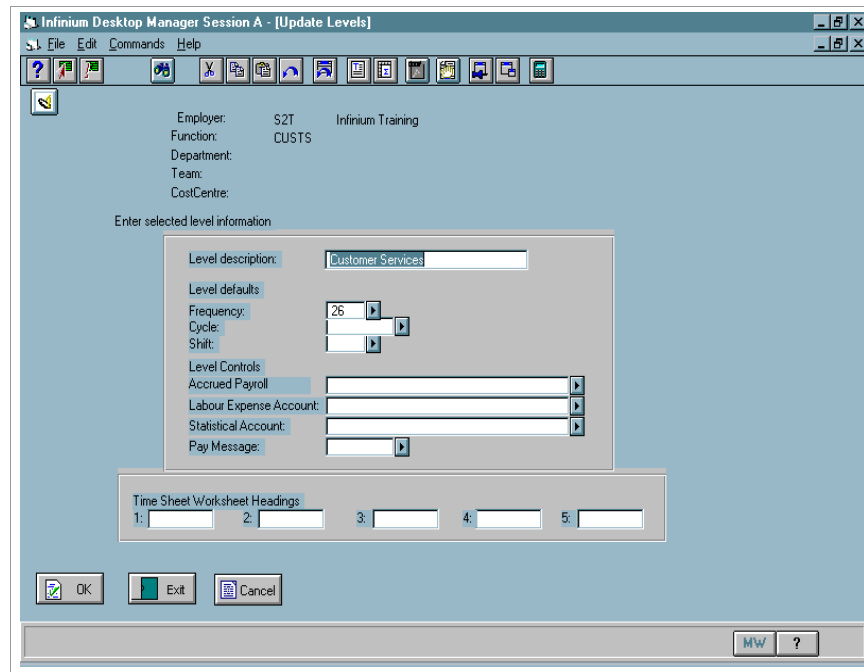 Infinium Desktop Manager Session A - [Update Levels]
File Edit Commands Help
Employer: S2T Infinium Training
Function: CUSTS
Department:
Team:
CostCentre:
Enter selected level information
Level description: Customer Services
Level defaults
Frequency: 26
Cycle:
Shift:
Level Controls
Accrued Payroll
Labour Expense Account:
Statistical Account:
Pay Message:
Time Sheet Worksheet Headings
1: 2: 3: 4: 5:
OK Exit Cancel
MW ?